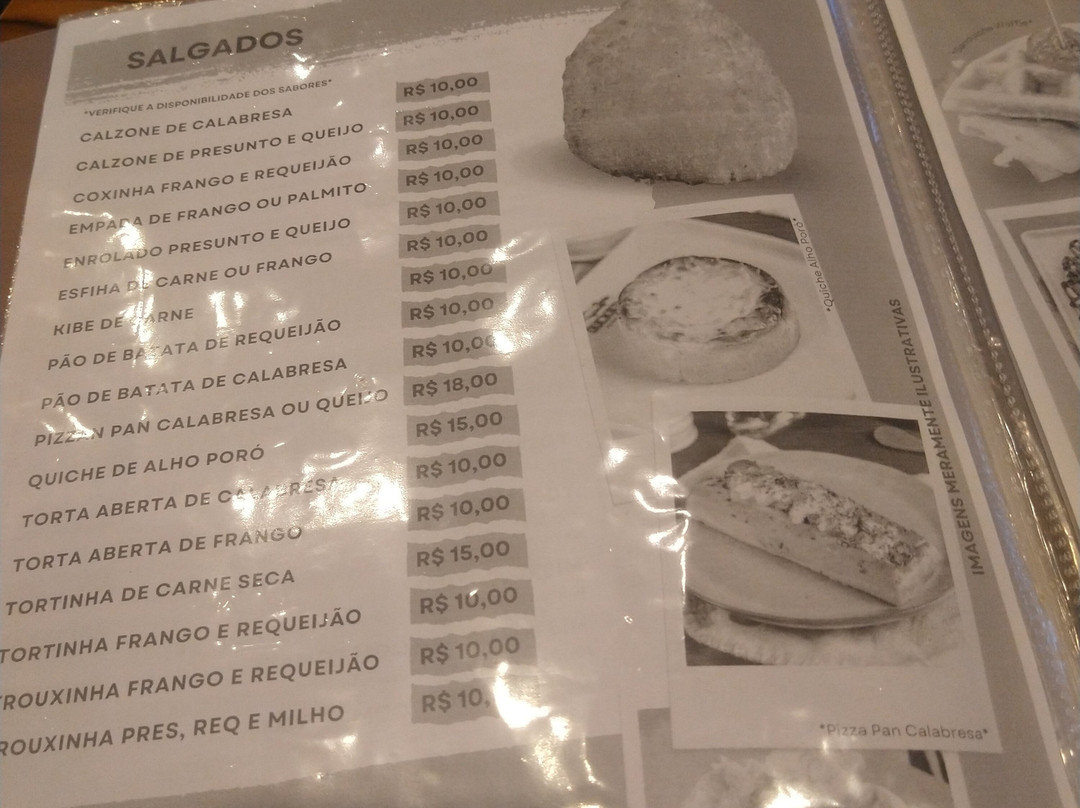 SALGADOS
*VERIFIQUE A DISPONIBILIDADE DOS SABORES*
CALZONE DE CALABRESA R$ 10,00
CALZONE DE PRESUNTO E QUEIJO R$ 10,00
COXINHA FRANGO E REQUEIJÃO R$ 10,00
EMPADA DE FRANGO OU PALMITO R$ 10,00
ENROLADO PRESUNTO E QUEIJO R$ 10,00
ESFIHA DE CARNE OU FRANGO R$ 10,00
KIBE DE CARNE R$ 10,00
PÃO DE BATATA DE REQUEIJÃO R$ 10,00
PÃO DE BATATA DE CALABRESA R$ 10,00
PIZZAN PAN CALABRESA OU QUEIJO R$ 18,00
QUICHE DE ALHO PORÓ R$ 15,00
TORTA ABERTA DE CALABRESA R$ 10,00
TORTA ABERTA DE FRANGO R$ 10,00
TORTINHA DE CARNE SECA R$ 15,00
TORTINHA FRANGO E REQUEIJÃO R$ 10,00
ROUXINHA FRANGO E REQUEIJÃO R$ 10,00
ROUXINHA PRES, REQ E MILHO R$ 10,
*Quiche Alho Poró*
IMAGENS MERAMENTE ILUSTRATIVAS
*Pizza Pan Calabresa*